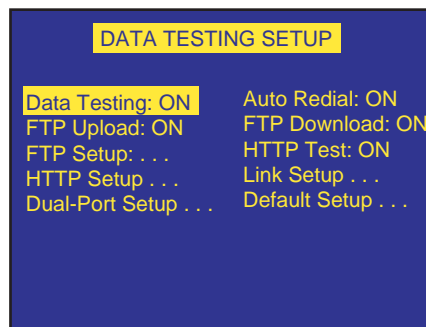 DATA TESTING SETUP
Data Testing: ON
FTP Upload: ON
FTP Setup: . . .
HTTP Setup . . .
Dual-Port Setup . . .
Auto Redial: ON
FTP Download: ON
HTTP Test: ON
Link Setup . . .
Default Setup . . .